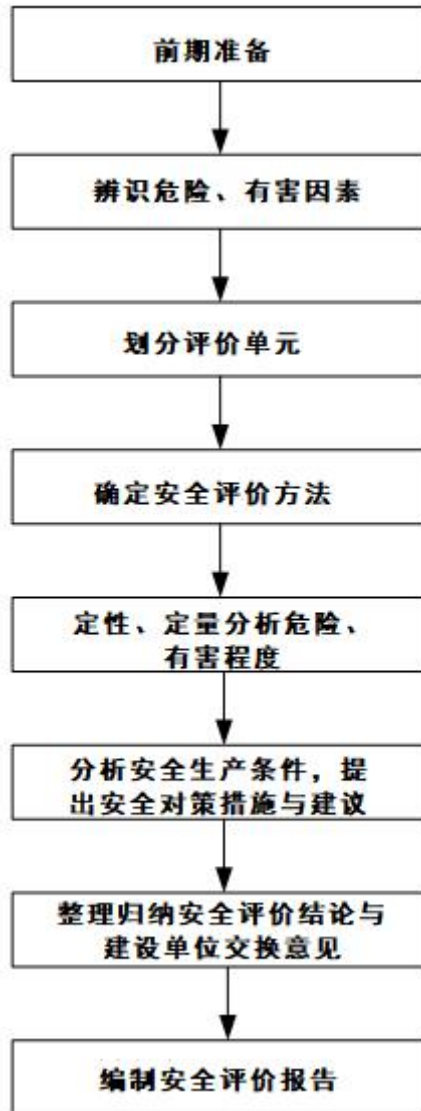 前期准备
辨识危险、有害因素
划分评价单元
确定安全评价方法
定性、定量分析危险、
有害程度
分析安全生产条件，提
出安全对策措施与建议
整理归纳安全评价结论与
建设单位交换意见
编制安全评价报告